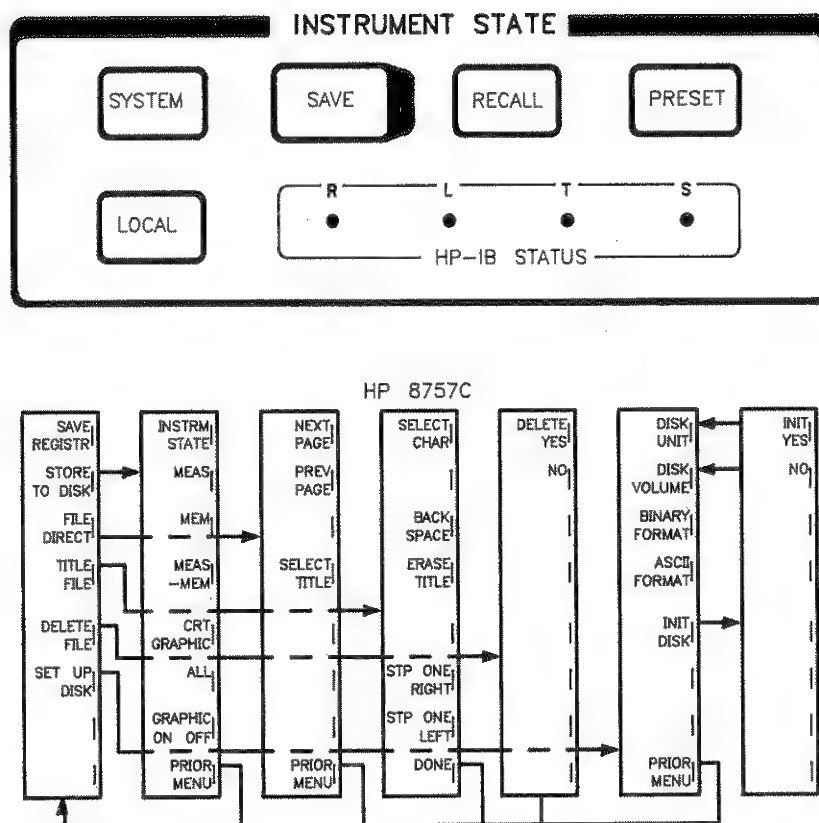 INSTRUMENT STATE
SYSTEM
SAVE
RECALL
PRESET
LOCAL
R L T S
HP-IB STATUS
HP 8757C
SAVE
REGISTR
STORE
TO DISK
FILE
DIRECT
TITLE
FILE
DELETE
FILE
SET UP
DISK
INSTRM
STATE
MEAS
MEM
MEAS
-MEM
CRT
GRAPHIC
ALL
GRAPHIC
ON OFF
PRIOR
MENU
NEXT
PAGE
PREV
PAGE
SELECT
TITLE
PRIOR
MENU
SELECT
CHAR
BACK
SPACE
ERASE
TITLE
STP ONE
RIGHT
STP ONE
LEFT
DONE
DELETE
YES
NO
DISK
UNIT
DISK
VOLUME
BINARY
FORMAT
ASCII
FORMAT
INIT
DISK
PRIOR
MENU
INIT
YES
NO